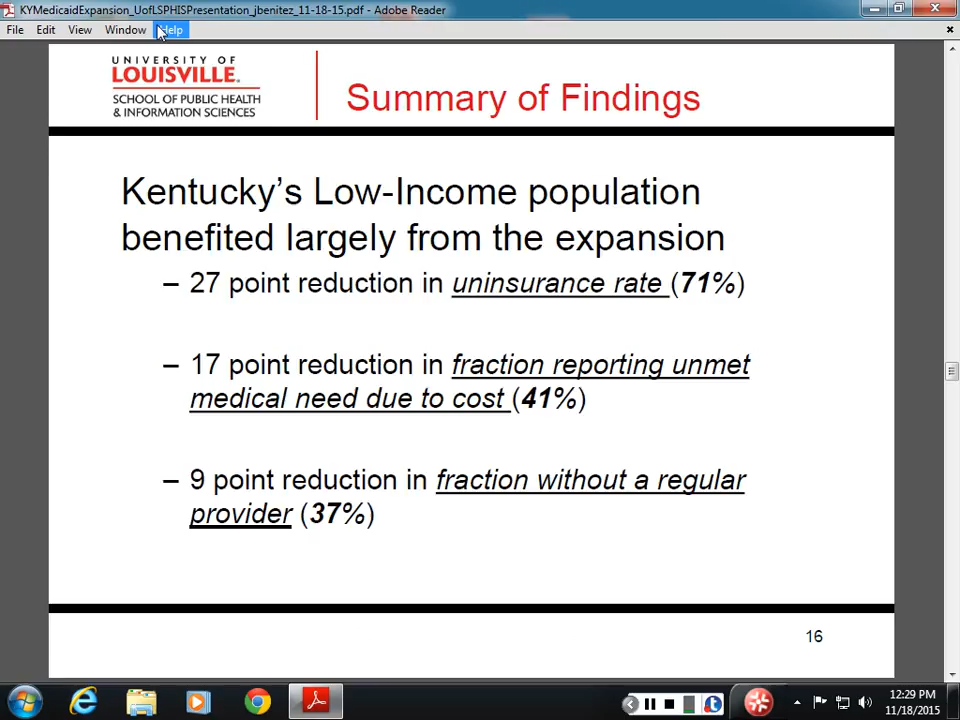 KYMedicaidExpansion_UofLSPHISPresentation_jbenitez_11-18-15.pdf - Adobe Reader
File Edit View Window Help
UNIVERSITY OF
LOUISVILLE.
SCHOOL OF PUBLIC HEALTH
& INFORMATION SCIENCES
Summary of Findings
Kentucky's Low-Income population
benefited largely from the expansion
– 27 point reduction in uninsurance rate (71%)
– 17 point reduction in fraction reporting unmet
medical need due to cost (41%)
– 9 point reduction in fraction without a regular
provider (37%)
16
12:29 PM
11/18/2015